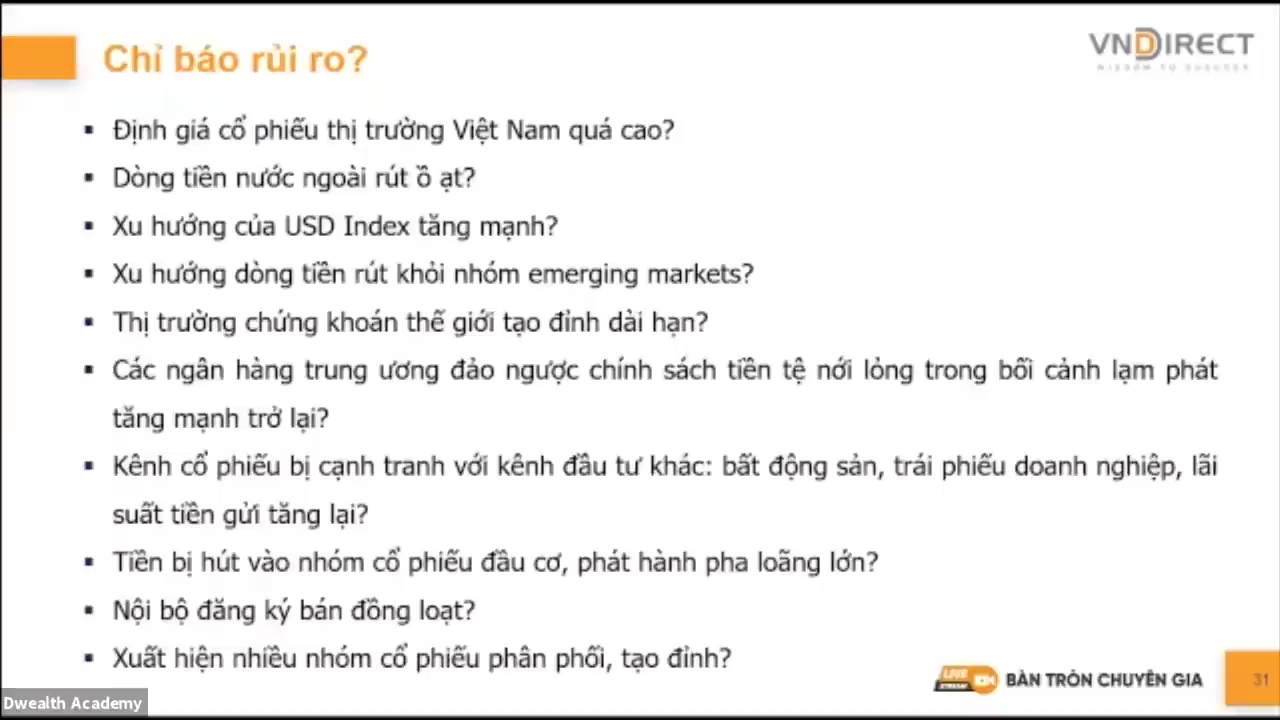 Chỉ báo rủi ro?
VNDIRECT
WISDOM TO SUCCESS
▪ Định giá cổ phiếu thị trường Việt Nam quá cao?
▪ Dòng tiền nước ngoài rút ồ ạt?
▪ Xu hướng của USD Index tăng mạnh?
▪ Xu hướng dòng tiền rút khỏi nhóm emerging markets?
▪ Thị trường chứng khoán thế giới tạo đỉnh dài hạn?
▪ Các ngân hàng trung ương đảo ngược chính sách tiền tệ nới lỏng trong bối cảnh lạm phát
tăng mạnh trở lại?
▪ Kênh cổ phiếu bị cạnh tranh với kênh đầu tư khác: bất động sản, trái phiếu doanh nghiệp, lãi
suất tiền gửi tăng lại?
▪ Tiền bị hút vào nhóm cổ phiếu đầu cơ, phát hành pha loãng lớn?
▪ Nội bộ đăng ký bán đồng loạt?
▪ Xuất hiện nhiều nhóm cổ phiếu phân phối, tạo đỉnh?
LIVE
STREAM
BÀN TRÒN CHUYÊN GIA
31
Dwealth Academy